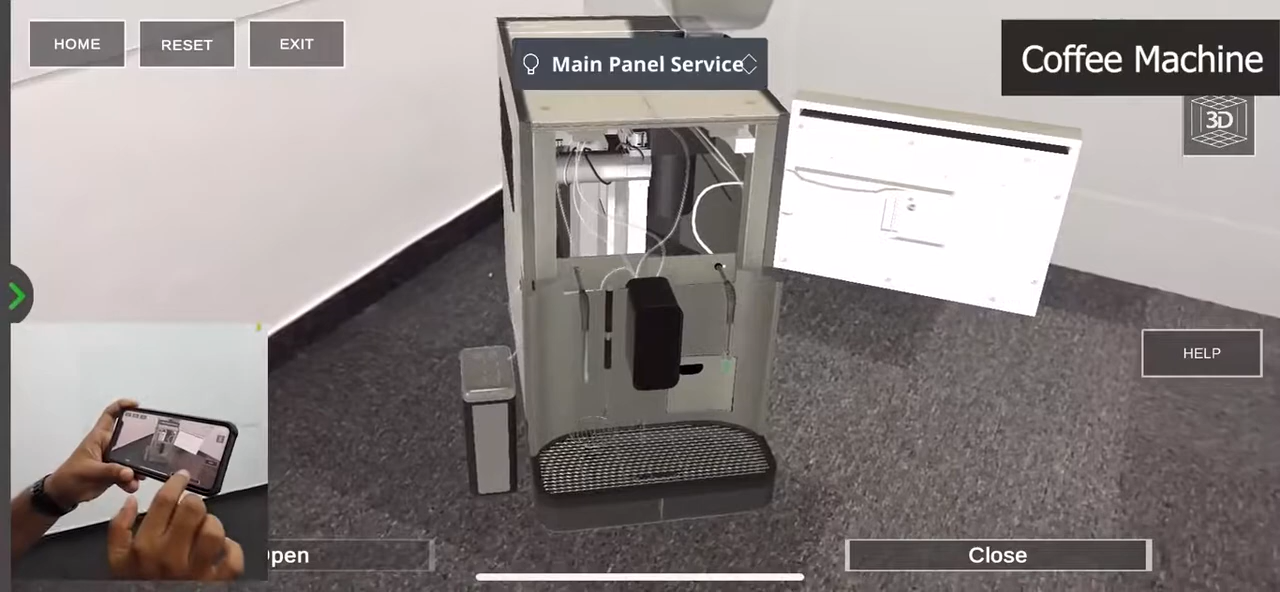 HOME
RESET
EXIT
Main Panel Service
Coffee Machine
3D
HELP
pen
Close